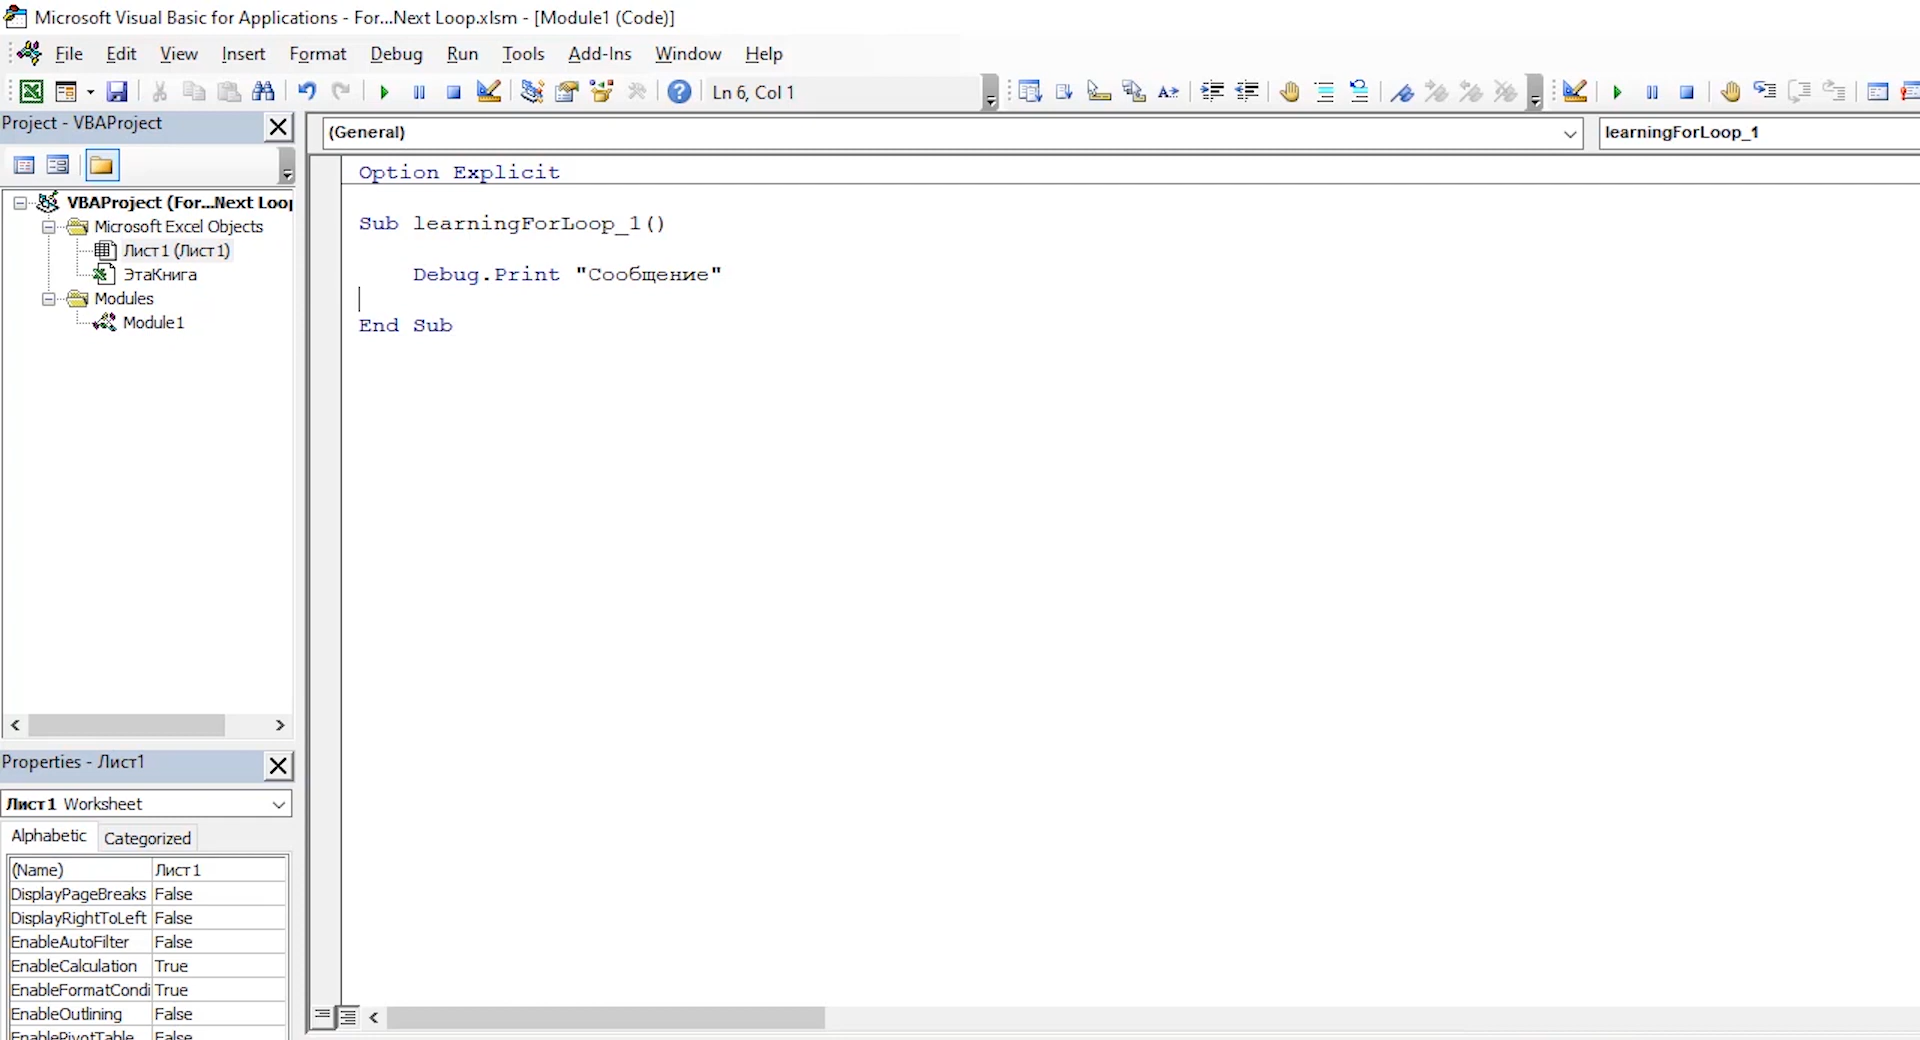 Microsoft Visual Basic for Applications - For...Next Loop.xlsm - [Module1 (Code)]
File Edit View Insert Format Debug Run Tools Add-Ins Window Help
Ln 6, Col 1
Project - VBAProject
(General)
learningForLoop_1
VBAProject (For...Next Loop
Microsoft Excel Objects
Лист1 (Лист1)
ЭтаКнига
Modules
Module1
Option Explicit
Sub learningForLoop_1()
Debug.Print "Сообщение"
End Sub
Properties - Лист1
Лист1 Worksheet
Alphabetic Categorized
(Name) Лист1
DisplayPageBreaks False
DisplayRightToLeft False
EnableAutoFilter False
EnableCalculation True
EnableFormatCondi True
EnableOutlining False
EnablePivotTable False